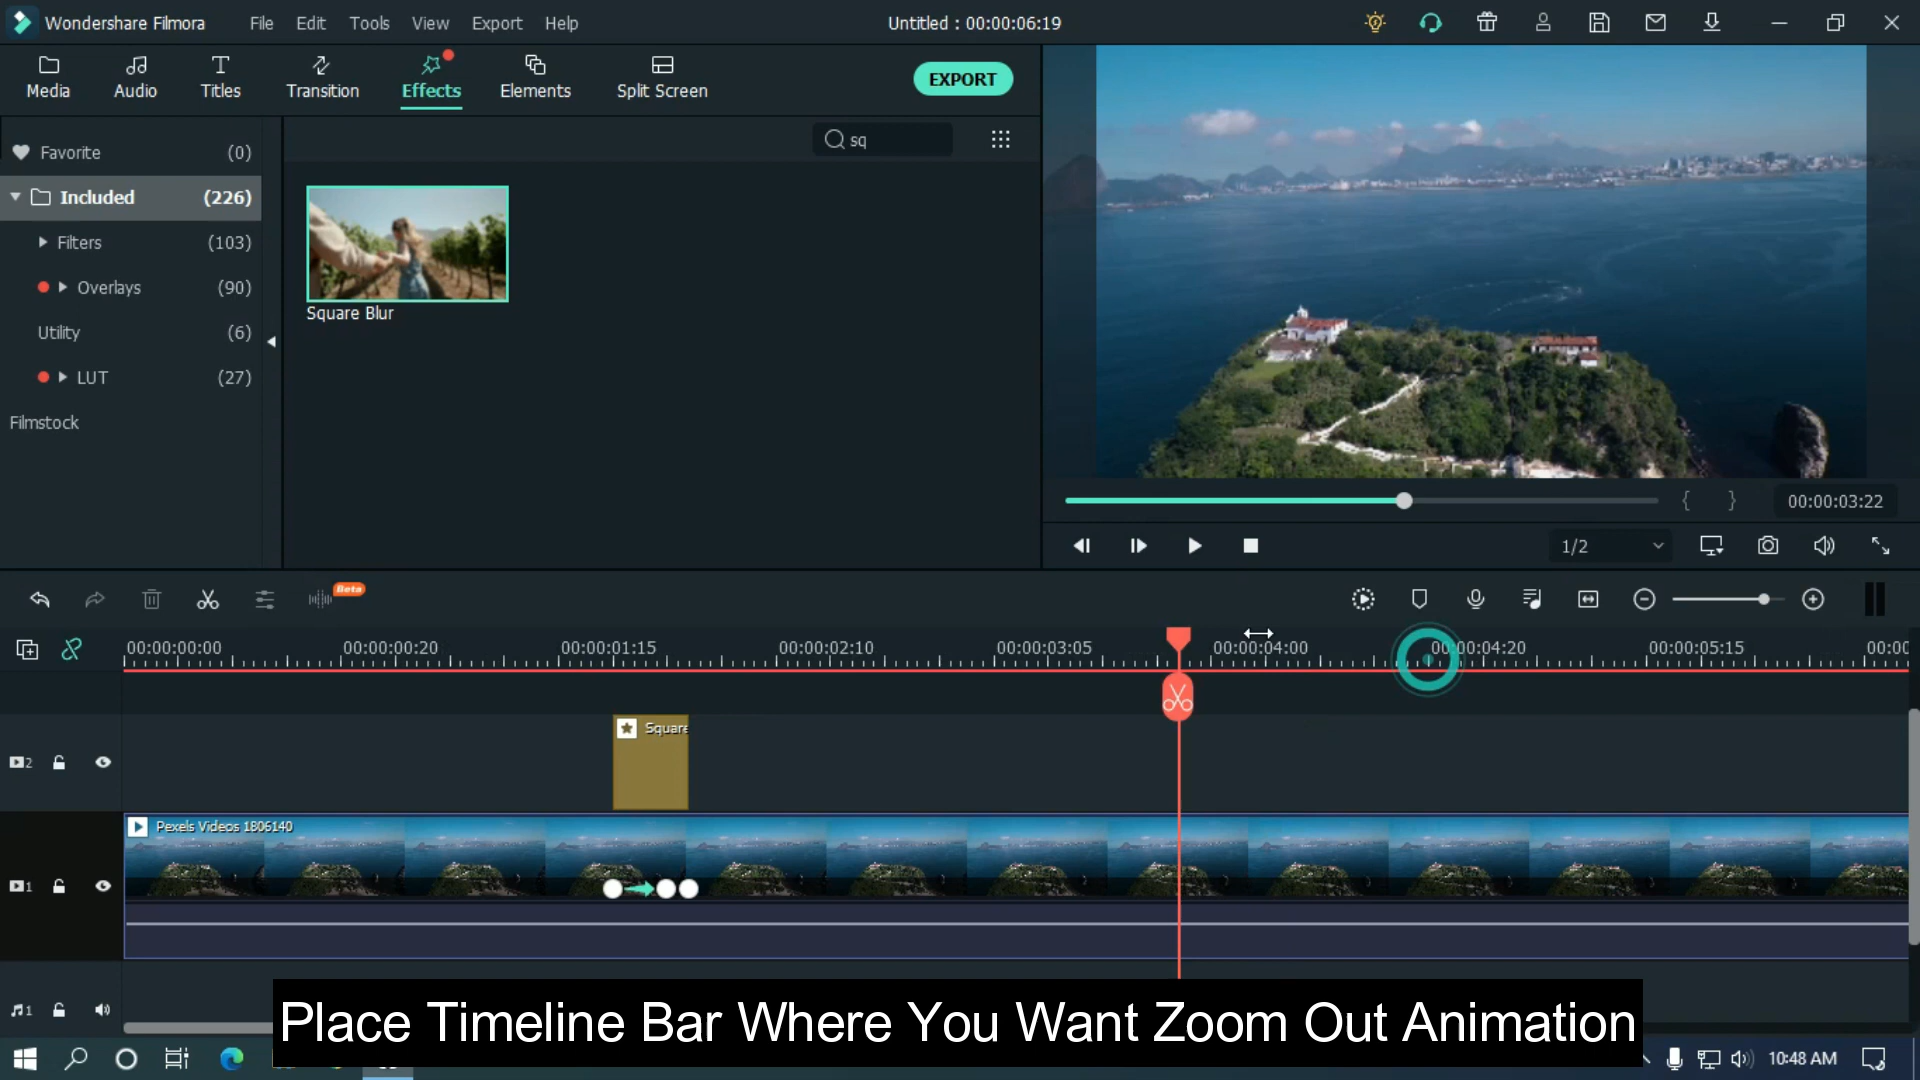 Wondershare Filmora
File Edit Tools View Export Help
Untitled : 00:00:06:19
Media Audio Titles Transition Effects Elements Split Screen
EXPORT
sq
Favorite (0)
Included (226)
Filters (103)
Overlays (90)
Utility (6)
LUT (27)
Filmstock
Square Blur
00:00:03:22
1/2
Beta
00:00:00:00 00:00:00:20 00:00:01:15 00:00:02:10 00:00:03:05 00:00:04:00 00:00:04:20 00:00:05:15
Square
2
Pexels Videos 1806140
1
1
Place Timeline Bar Where You Want Zoom Out Animation
10:48 AM